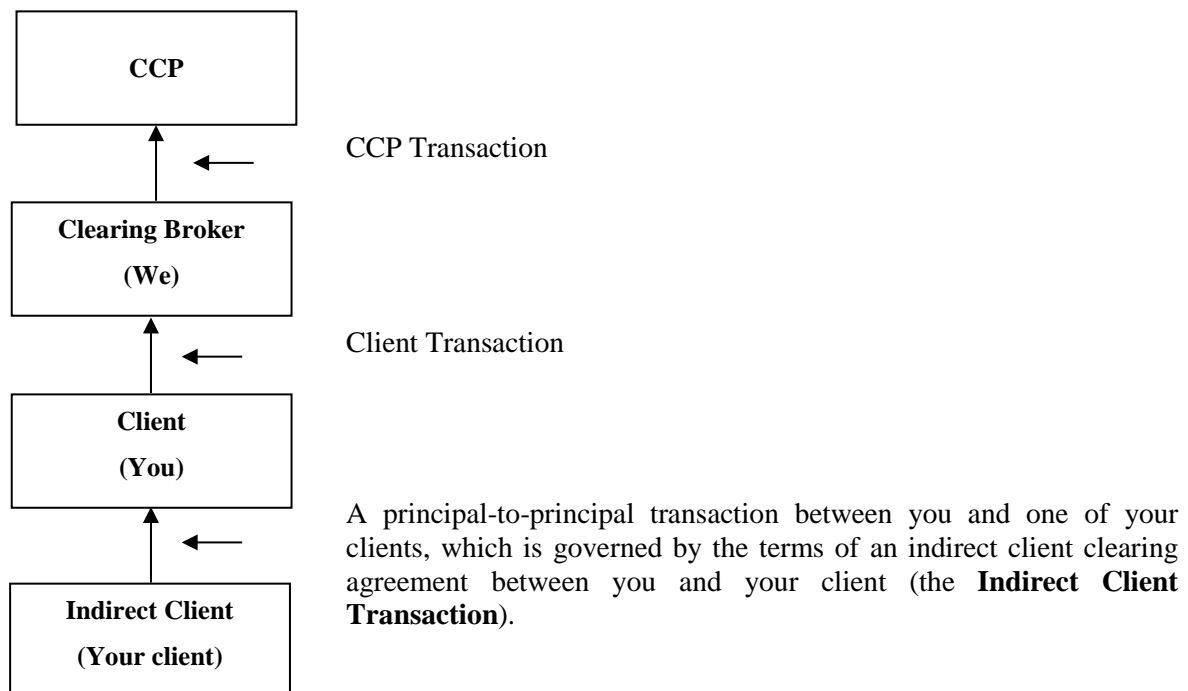 CCP
CCP Transaction
Clearing Broker
(We)
Client Transaction
Client
(You)
A principal-to-principal transaction between you and one of your
clients, which is governed by the terms of an indirect client clearing
agreement between you and your client (the Indirect Client
Transaction).
Indirect Client
(Your client)